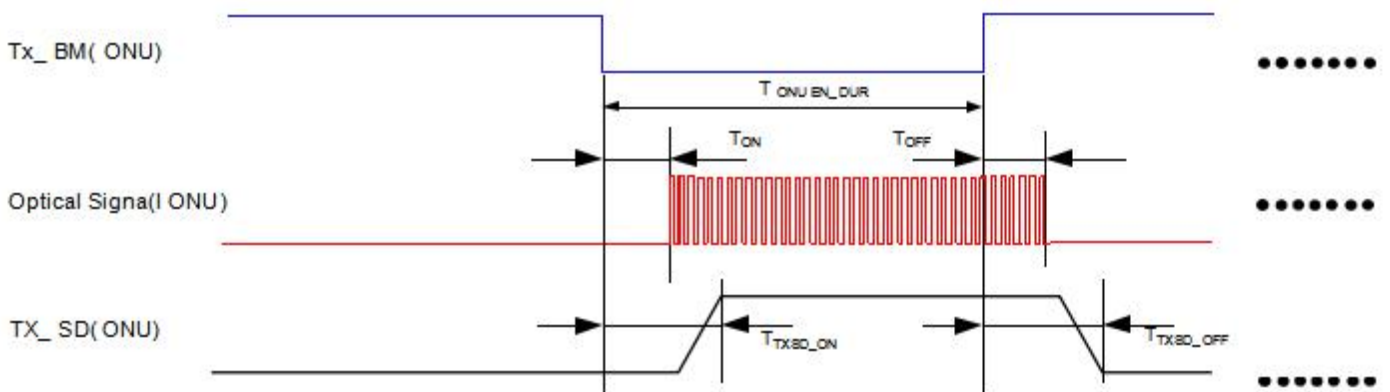 Tx_ BM( ONU)
T ONU EN_DUR
TON
TOFF
Optical Signa(l ONU)
TX_ SD( ONU)
TTXSD_ON
TTXSD_OFF